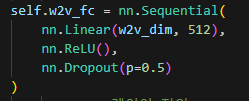 self.w2v_fc = nn.Sequential(
    nn.Linear(w2v_dim, 512),
    nn.ReLU(),
    nn.Dropout(p=0.5)
)